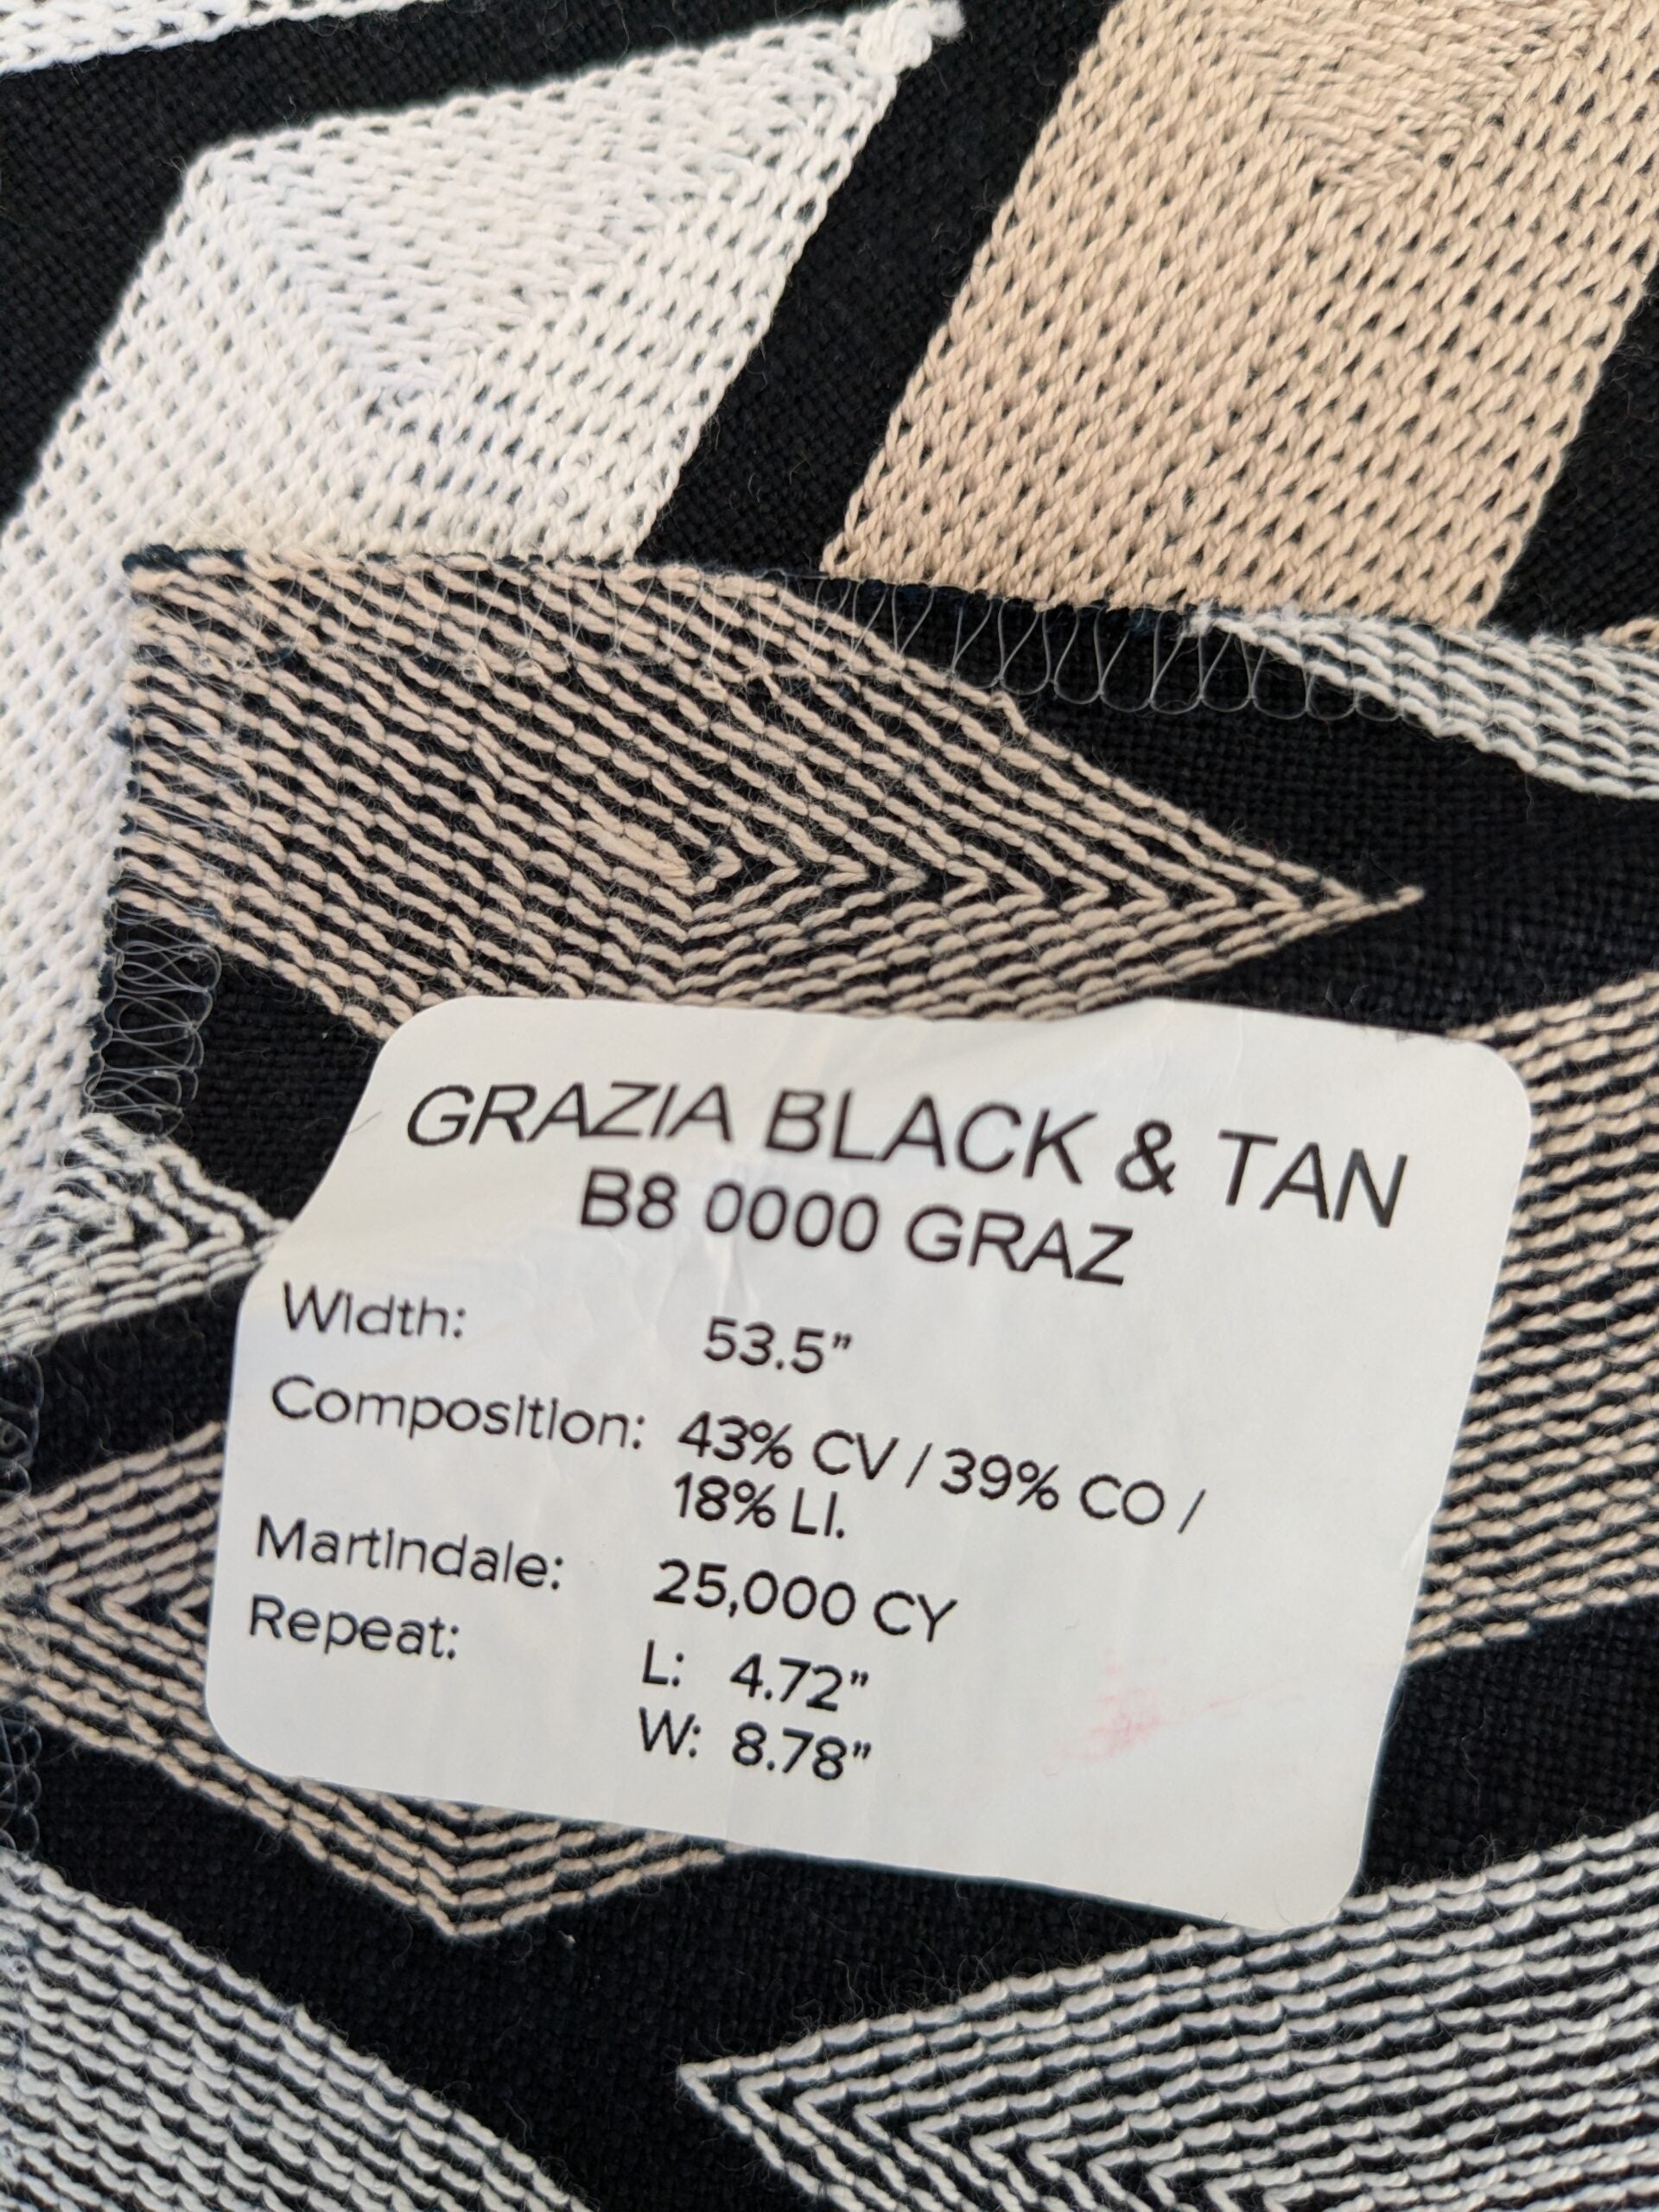 GRAZIA BLACK & TAN
B8 0000 GRAZ
Width: 53.5”
Composition: 43% CV / 39% CO /
18% LI.
Martindale: 25,000 CY
Repeat: L: 4.72”
W: 8.78”